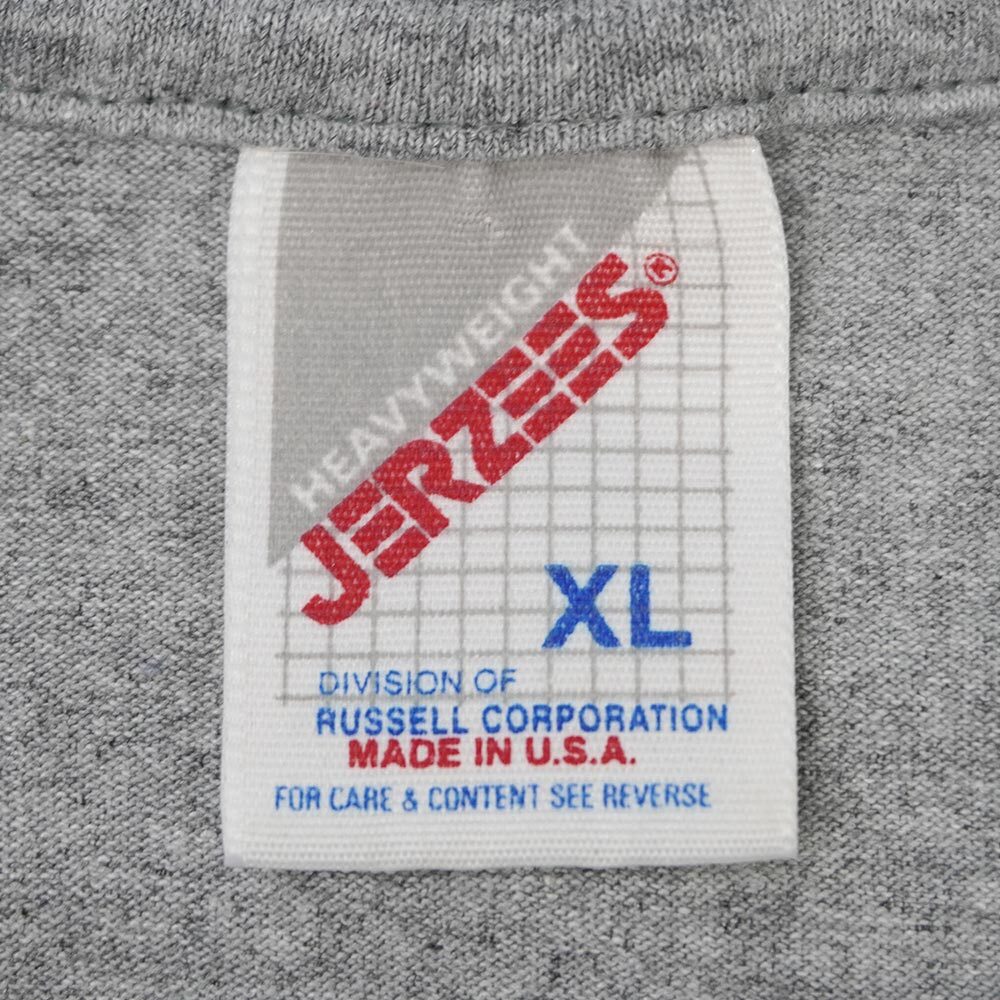 HEAVYWEIGHT
JERZEES®
XL
DIVISION OF
RUSSELL CORPORATION
MADE IN U.S.A.
FOR CARE & CONTENT SEE REVERSE